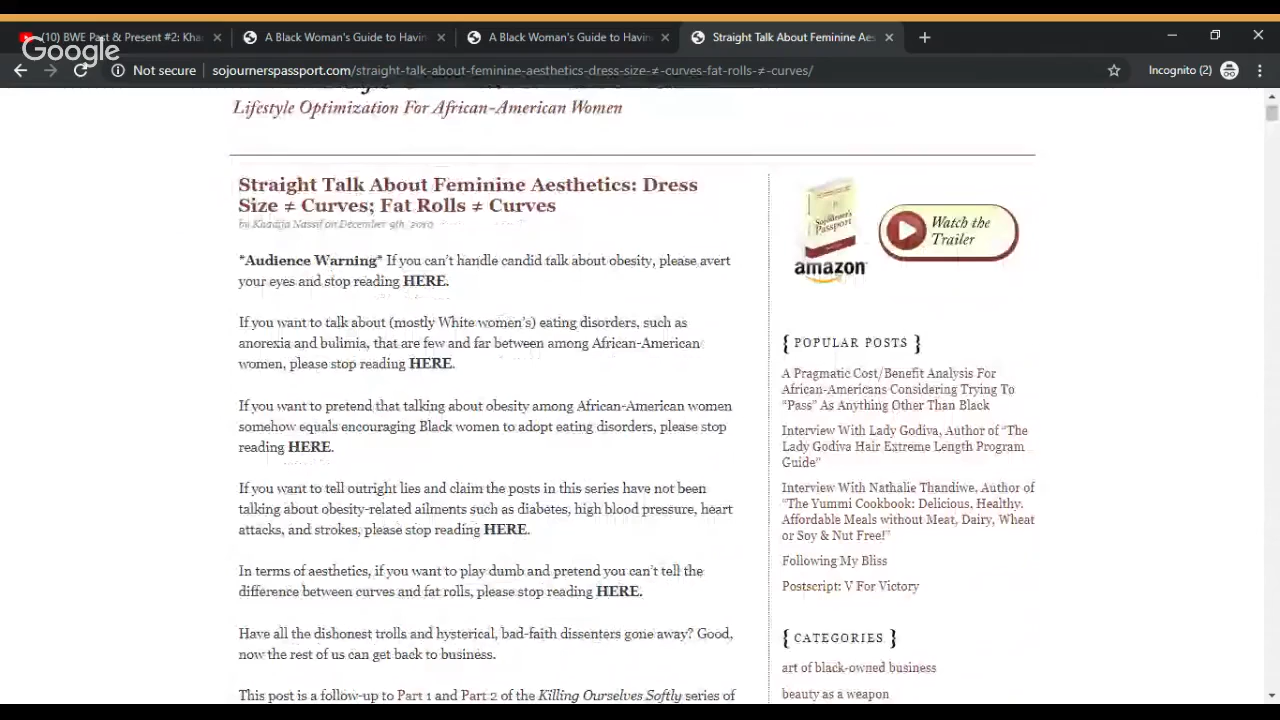 (10) BWE Past & Present #2: Kha
A Black Woman's Guide to Havin
A Black Woman's Guide to Havin
Straight Talk About Feminine Aes
Google
Not secure
sojournerspassport.com/straight-talk-about-feminine-aesthetics-dress-size-≠-curves-fat-rolls-≠-curves/
Incognito (2)
Lifestyle Optimization For African-American Women
Straight Talk About Feminine Aesthetics: Dress
Size ≠ Curves; Fat Rolls ≠ Curves
by Khadija Nassif on December 9th, 2010
*Audience Warning* If you can't handle candid talk about obesity, please avert
your eyes and stop reading HERE.
If you want to talk about (mostly White women's) eating disorders, such as
anorexia and bulimia, that are few and far between among African-American
women, please stop reading HERE.
If you want to pretend that talking about obesity among African-American women
somehow equals encouraging Black women to adopt eating disorders, please stop
reading HERE.
If you want to tell outright lies and claim the posts in this series have not been
talking about obesity-related ailments such as diabetes, high blood pressure, heart
attacks, and strokes, please stop reading HERE.
In terms of aesthetics, if you want to play dumb and pretend you can't tell the
difference between curves and fat rolls, please stop reading HERE.
Have all the dishonest trolls and hysterical, bad-faith dissenters gone away? Good,
now the rest of us can get back to business.
This post is a follow-up to Part 1 and Part 2 of the Killing Ourselves Softly series of
Sojourner's
Passport
amazon
Watch the
Trailer
{ POPULAR POSTS }
A Pragmatic Cost/Benefit Analysis For
African-Americans Considering Trying To
"Pass" As Anything Other Than Black
Interview With Lady Godiva, Author of "The
Lady Godiva Hair Extreme Length Program
Guide"
Interview With Nathalie Thandiwe, Author of
"The Yummi Cookbook: Delicious, Healthy,
Affordable Meals without Meat, Dairy, Wheat
or Soy & Nut Free!"
Following My Bliss
Postscript: V For Victory
{ CATEGORIES }
art of black-owned business
beauty as a weapon